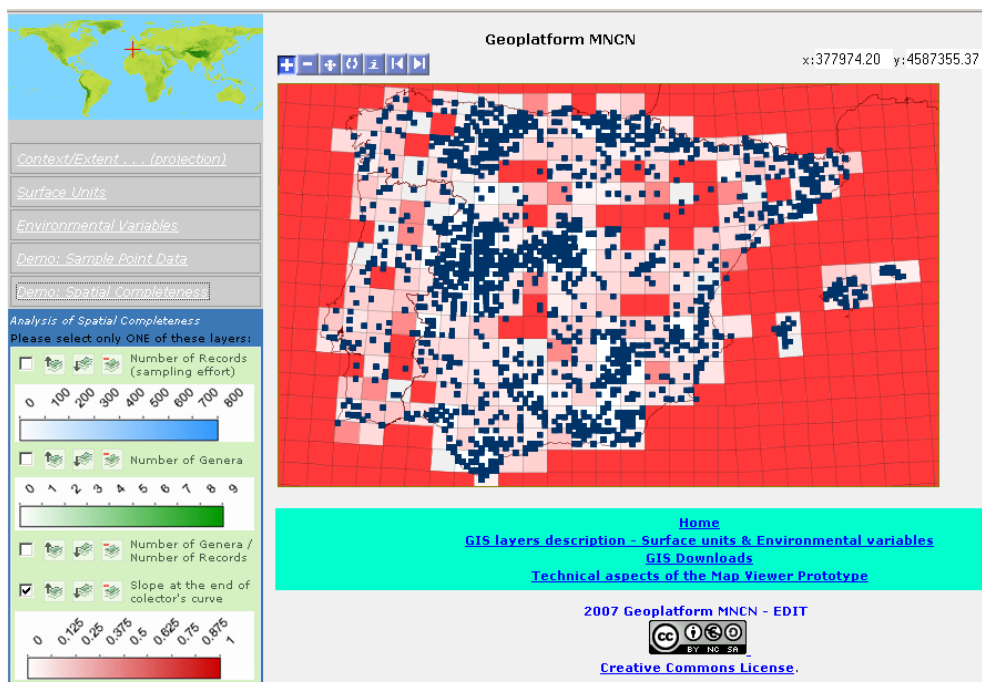 Geoplatform MNCN
x:377974.20 y:4587355.37
Context/Extent . . . (projection)
Surface Units
Environmental Variables
Demo: Sample Point Data
Demo: Spatial Completeness
Analysis of Spatial Completeness
Please select only ONE of these layers:
Number of Records
(sampling effort)
0 100 200 300 400 500 600 700 800
Number of Genera
0 1 2 3 4 5 6 7 8 9
Number of Genera /
Number of Records
Slope at the end of
colector's curve
0 0.125 0.25 0.375 0.5 0.625 0.75 0.875 1
Home
GIS layers description - Surface units & Environmental variables
GIS Downloads
Technical aspects of the Map Viewer Prototype
2007 Geoplatform MNCN - EDIT
cc BY NC SA
Creative Commons License.